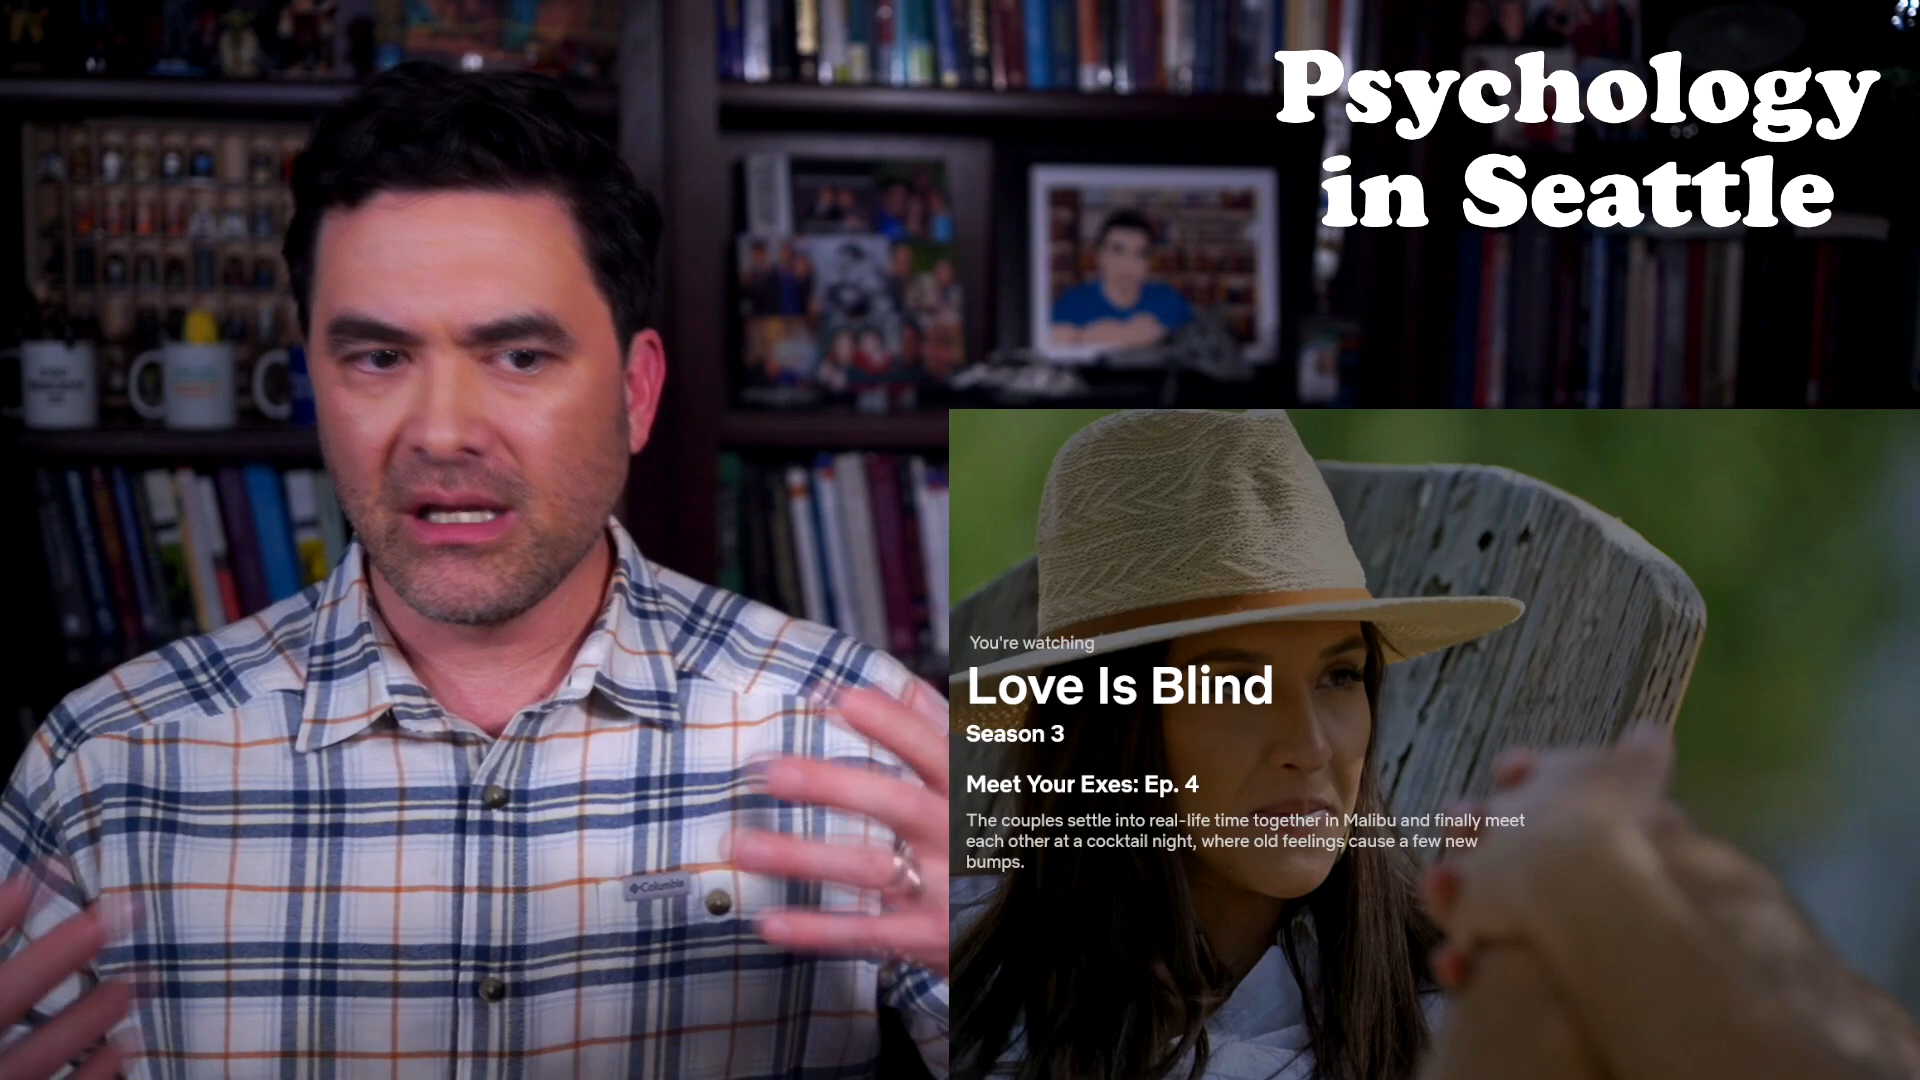 Psychology
in Seattle
You're watching
Love Is Blind
Season 3
Meet Your Exes: Ep. 4
The couples settle into real-life time together in Malibu and finally meet
each other at a cocktail night, where old feelings cause a few new
bumps.
Columbia